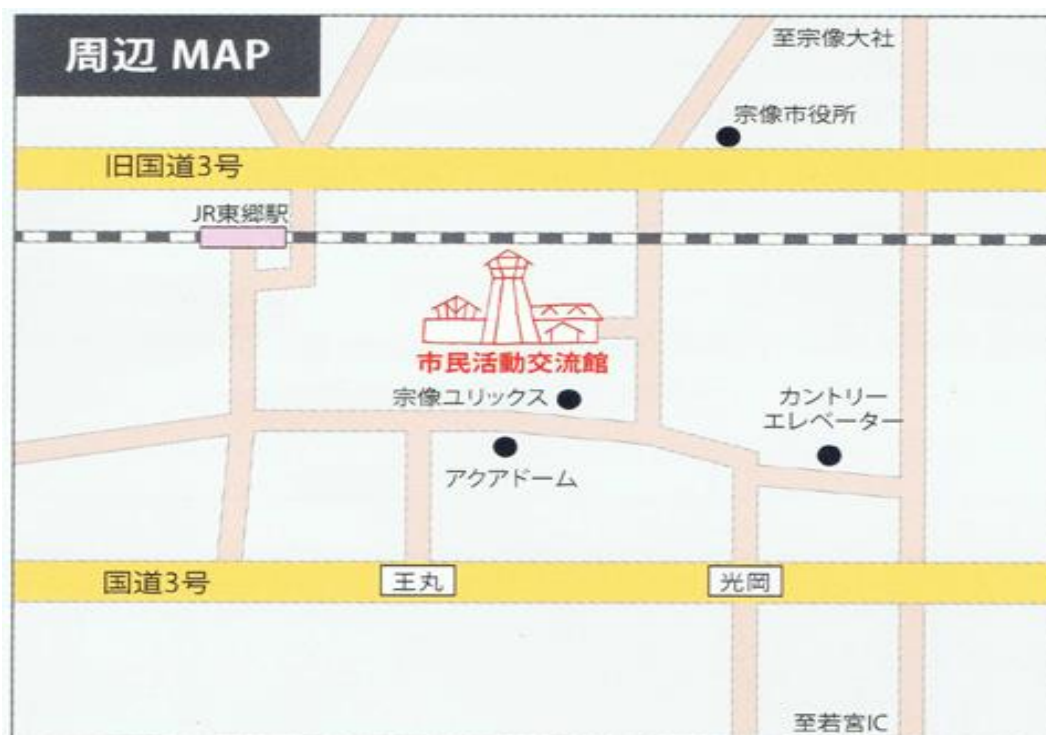 周辺 MAP
至宗像大社
宗像市役所
旧国道3号
JR東郷駅
市民活動交流館
宗像ユリックス
カントリー
エレベーター
アクアドーム
国道3号
王丸
光岡
至若宮IC